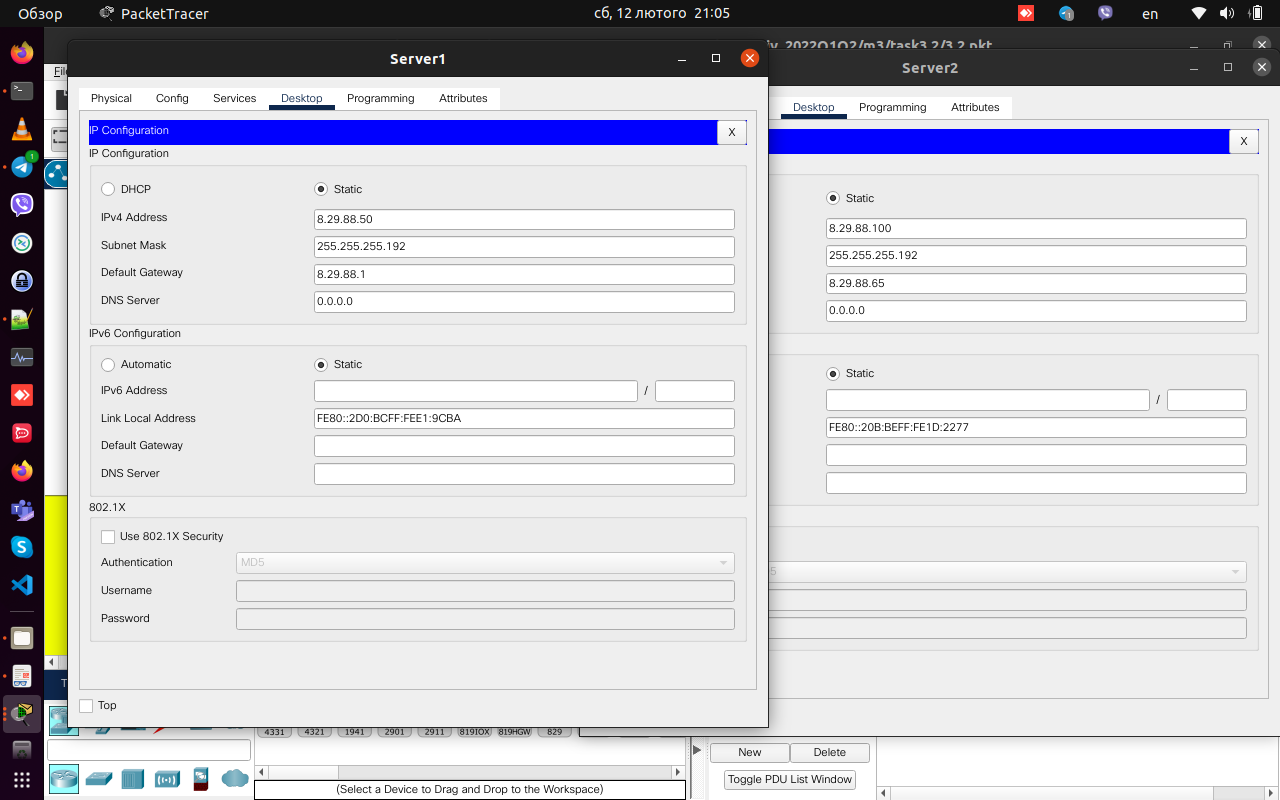 Обзор
PacketTracer
сб, 12 лютого 21:05
1
en
iv_2022Q1Q2/m3/task3.2/3.2.pkt
Server1
Server2
1
File
Physical
Config
Services
Desktop
Programming
Attributes
Desktop
Programming
Attributes
IP Configuration
X
X
IP Configuration
DHCP
Static
Static
IPv4 Address
8.29.88.50
8.29.88.100
Subnet Mask
255.255.255.192
255.255.255.192
Default Gateway
8.29.88.1
8.29.88.65
DNS Server
0.0.0.0
0.0.0.0
IPv6 Configuration
Automatic
Static
Static
IPv6 Address
/
/
Link Local Address
FE80::2D0:BCFF:FEE1:9CBA
FE80::20B:BEFF:FE1D:2277
Default Gateway
DNS Server
802.1X
Use 802.1X Security
Authentication
MD5
5
Username
Password
Top
4331
4321
1941
2901
2911
819IOX
819HGW
829
New
Delete
Toggle PDU List Window
(Select a Device to Drag and Drop to the Workspace)